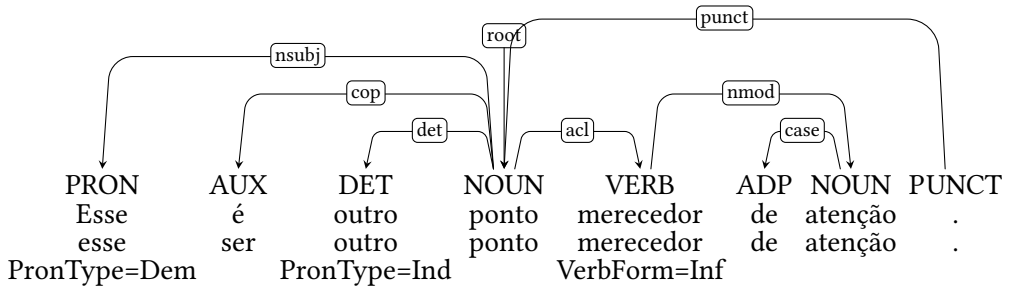 punct
root
nsubj
cop nmod
det acl case
PRON AUX DET NOUN VERB ADP NOUN PUNCT
Esse é outro ponto merecedor de atenção .
esse ser outro ponto merecedor de atenção .
PronType=Dem PronType=Ind VerbForm=Inf